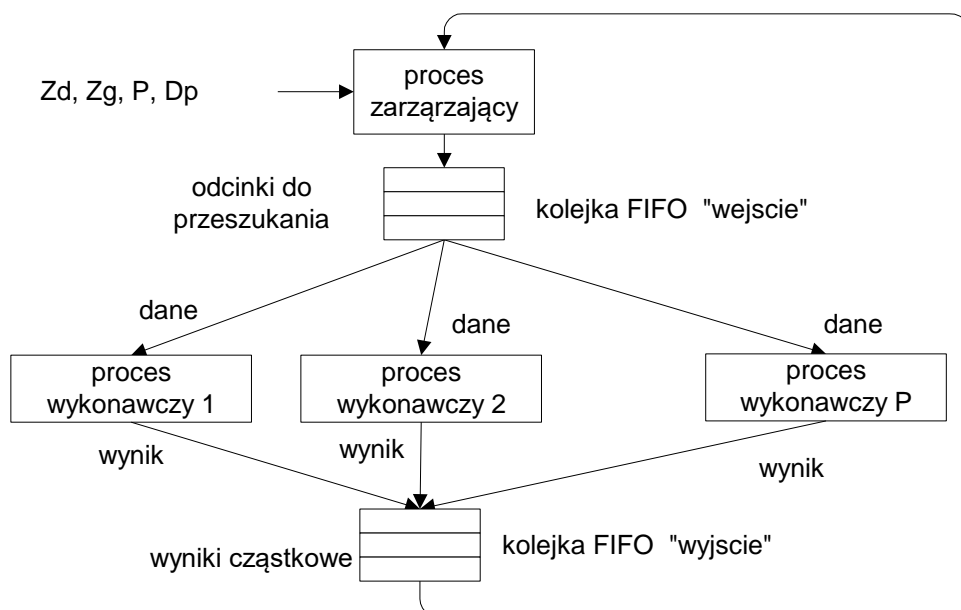 proces
zarzązający
Zd, Zg, P, Dp
odcinki do
przeszukania
kolejka FIFO "wejscie"
dane
dane
dane
proces
wykonawczy 1
proces
wykonawczy 2
proces
wykonawczy P
wynik
wynik
wynik
wyniki cząstkowe
kolejka FIFO "wyjscie"